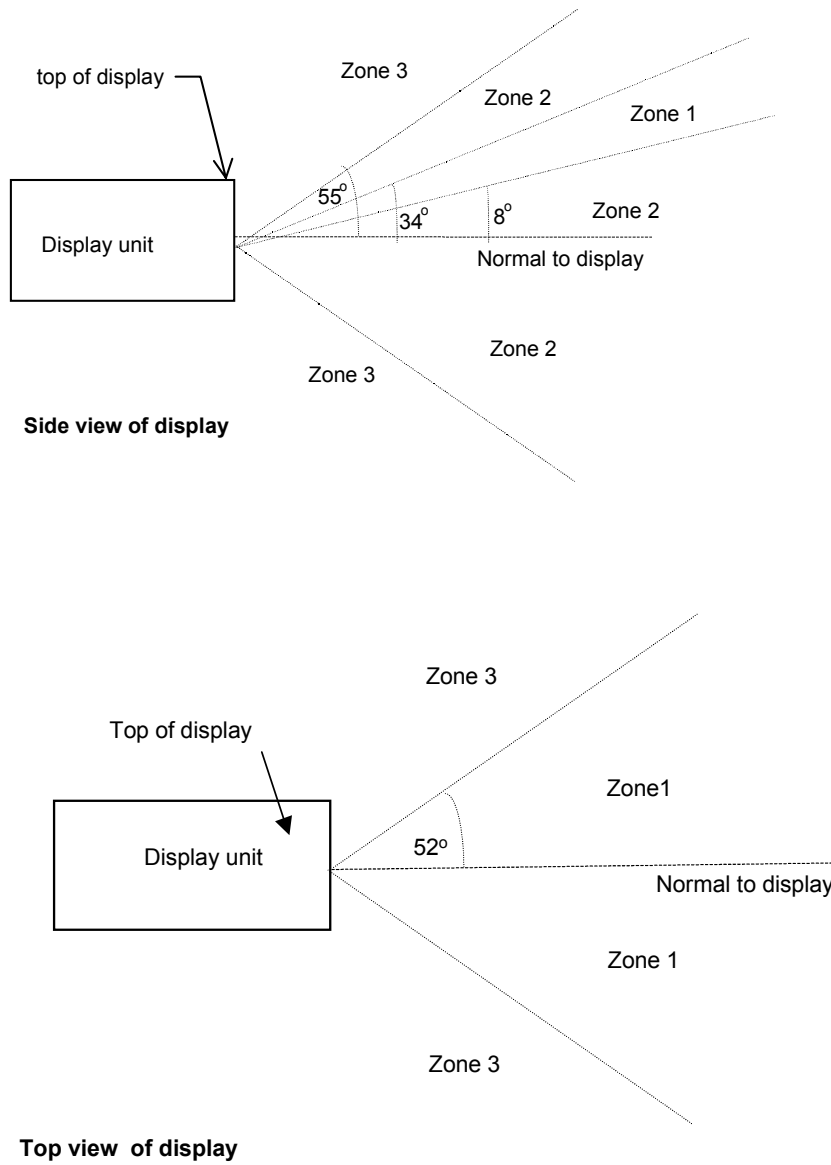 Zone 3
top of display
Zone 2
Zone 1
55°
34°
8°
Zone 2
Display unit
Normal to display
Zone 2
Zone 3
Side view of display
Zone 3
Top of display
Zone1
52°
Display unit
Normal to display
Zone 1
Zone 3
Top view of display